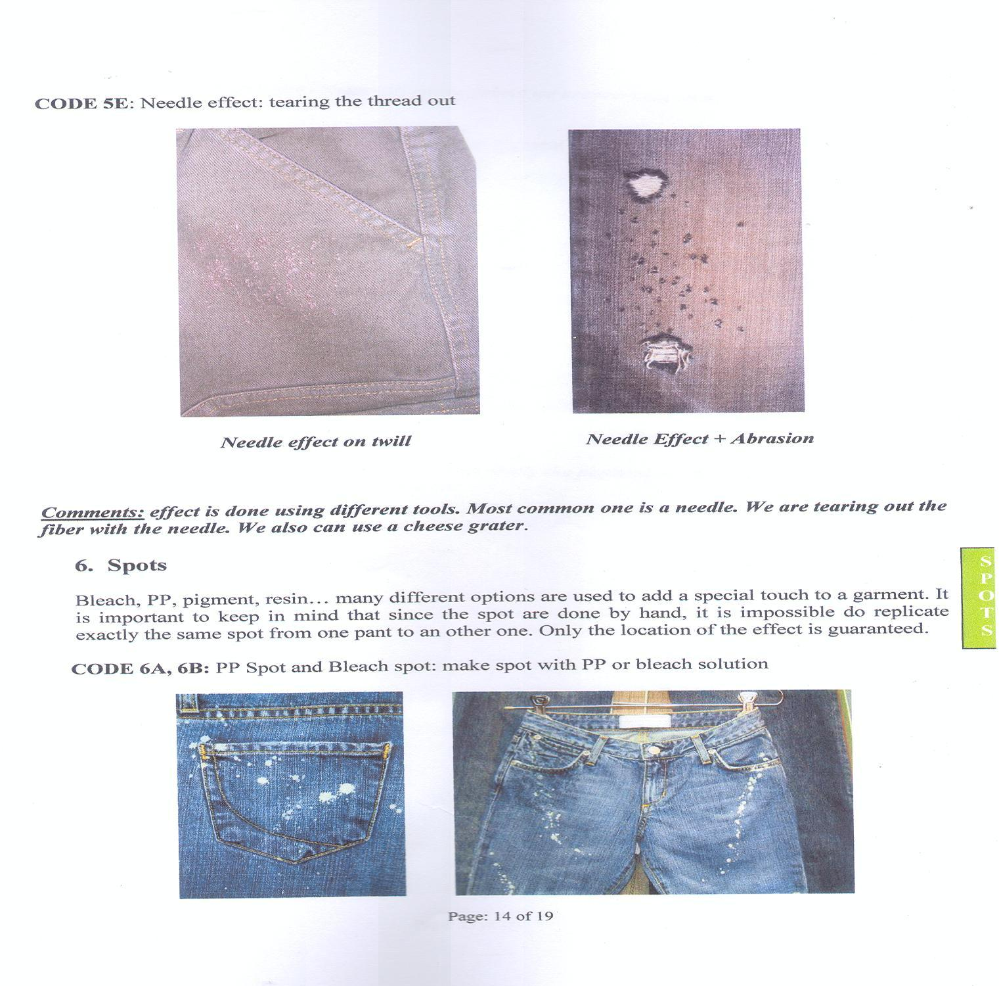 CODE 5E: Needle effect: tearing the thread out
Needle effect on twill
Needle Effect + Abrasion
Comments: effect is done using different tools. Most common one is a needle. We are tearing out the
fiber with the needle. We also can use a cheese grater.
6. Spots
Bleach, PP, pigment, resin... many different options are used to add a special touch to a garment. It
is important to keep in mind that since the spot are done by hand, it is impossible do replicate
exactly the same spot from one pant to an other one. Only the location of the effect is guaranteed.
SPOTS
CODE 6A, 6B: PP Spot and Bleach spot: make spot with PP or bleach solution
Page: 14 of 19